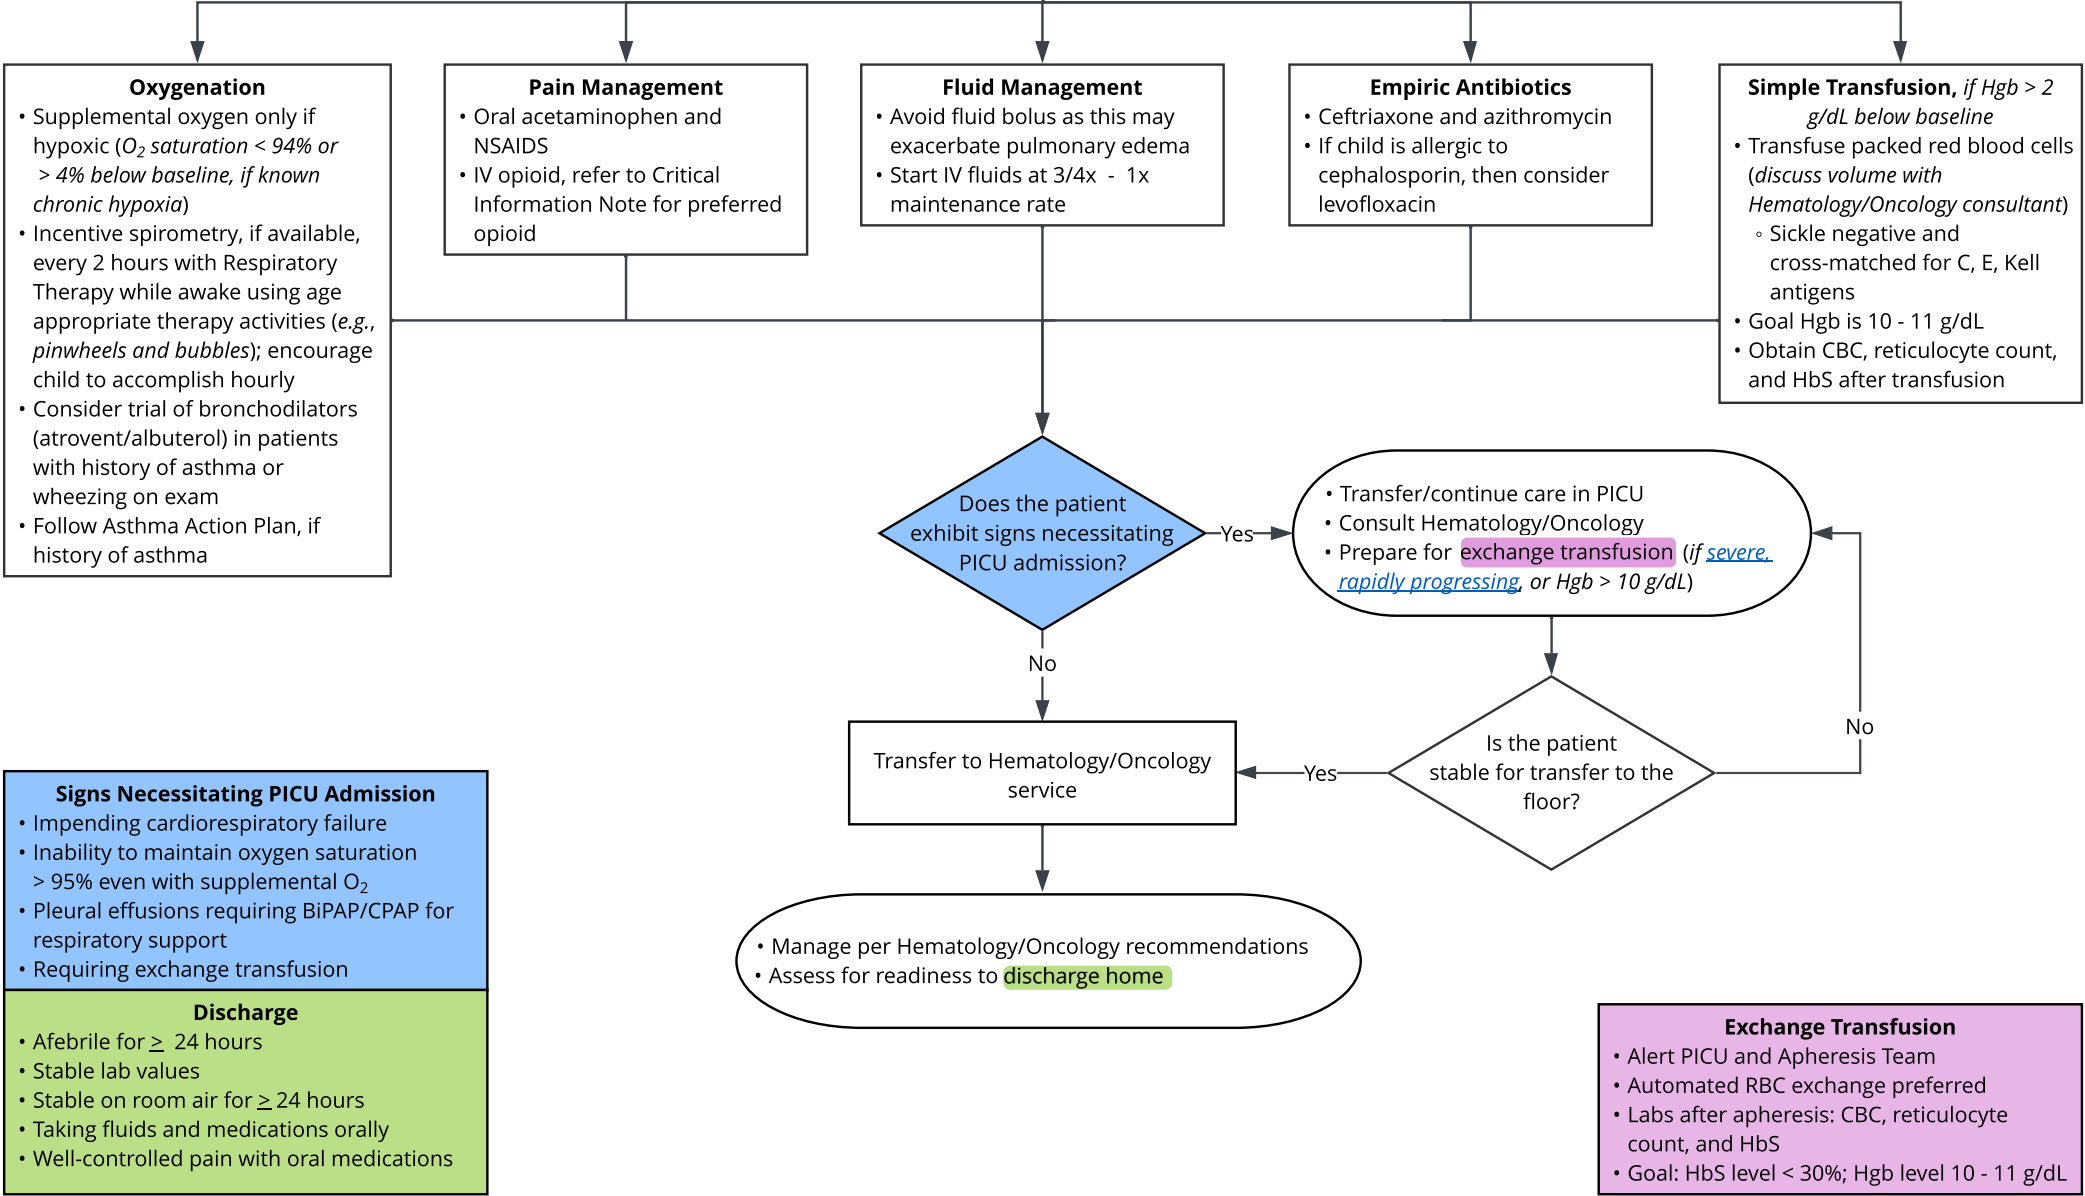 Oxygenation
• Supplemental oxygen only if
hypoxic (O2 saturation < 94% or
> 4% below baseline, if known
chronic hypoxia)
• Incentive spirometry, if available,
every 2 hours with Respiratory
Therapy while awake using age
appropriate therapy activities (e.g.,
pinwheels and bubbles); encourage
child to accomplish hourly
• Consider trial of bronchodilators
(atrovent/albuterol) in patients
with history of asthma or
wheezing on exam
• Follow Asthma Action Plan, if
history of asthma
Pain Management
• Oral acetaminophen and
NSAIDS
• IV opioid, refer to Critical
Information Note for preferred
opioid
Fluid Management
• Avoid fluid bolus as this may
exacerbate pulmonary edema
• Start IV fluids at 3/4x - 1x
maintenance rate
Empiric Antibiotics
• Ceftriaxone and azithromycin
• If child is allergic to
cephalosporin, then consider
levofloxacin
Simple Transfusion, if Hgb > 2
g/dL below baseline
• Transfuse packed red blood cells
(discuss volume with
Hematology/Oncology consultant)
◦ Sickle negative and
cross-matched for C, E, Kell
antigens
• Goal Hgb is 10 - 11 g/dL
• Obtain CBC, reticulocyte count,
and HbS after transfusion
Does the patient
exhibit signs necessitating
PICU admission?
Yes
• Transfer/continue care in PICU
• Consult Hematology/Oncology
• Prepare for exchange transfusion (if severe,
rapidly progressing, or Hgb > 10 g/dL)
No
No
Is the patient
stable for transfer to the
floor?
Yes
Transfer to Hematology/Oncology
service
• Manage per Hematology/Oncology recommendations
• Assess for readiness to discharge home
Signs Necessitating PICU Admission
• Impending cardiorespiratory failure
• Inability to maintain oxygen saturation
> 95% even with supplemental O2
• Pleural effusions requiring BiPAP/CPAP for
respiratory support
• Requiring exchange transfusion
Discharge
• Afebrile for ≥ 24 hours
• Stable lab values
• Stable on room air for ≥ 24 hours
• Taking fluids and medications orally
• Well-controlled pain with oral medications
Exchange Transfusion
• Alert PICU and Apheresis Team
• Automated RBC exchange preferred
• Labs after apheresis: CBC, reticulocyte
count, and HbS
• Goal: HbS level < 30%; Hgb level 10 - 11 g/dL